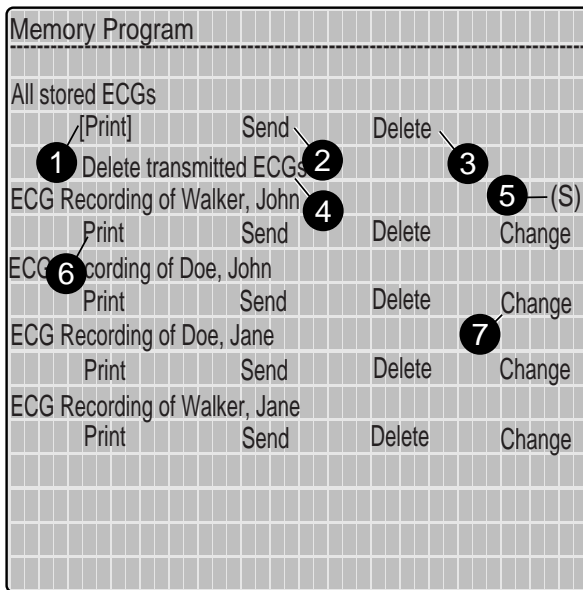 Memory Program
All stored ECGs
[Print] Send Delete
1 Delete transmitted ECGs 2 3
ECG Recording of Walker, John 4 5 (S)
Print Send Delete Change
6
ECG Recording of Doe, John
Print Send Delete Change
7
ECG Recording of Doe, Jane
Print Send Delete Change
ECG Recording of Walker, Jane
Print Send Delete Change